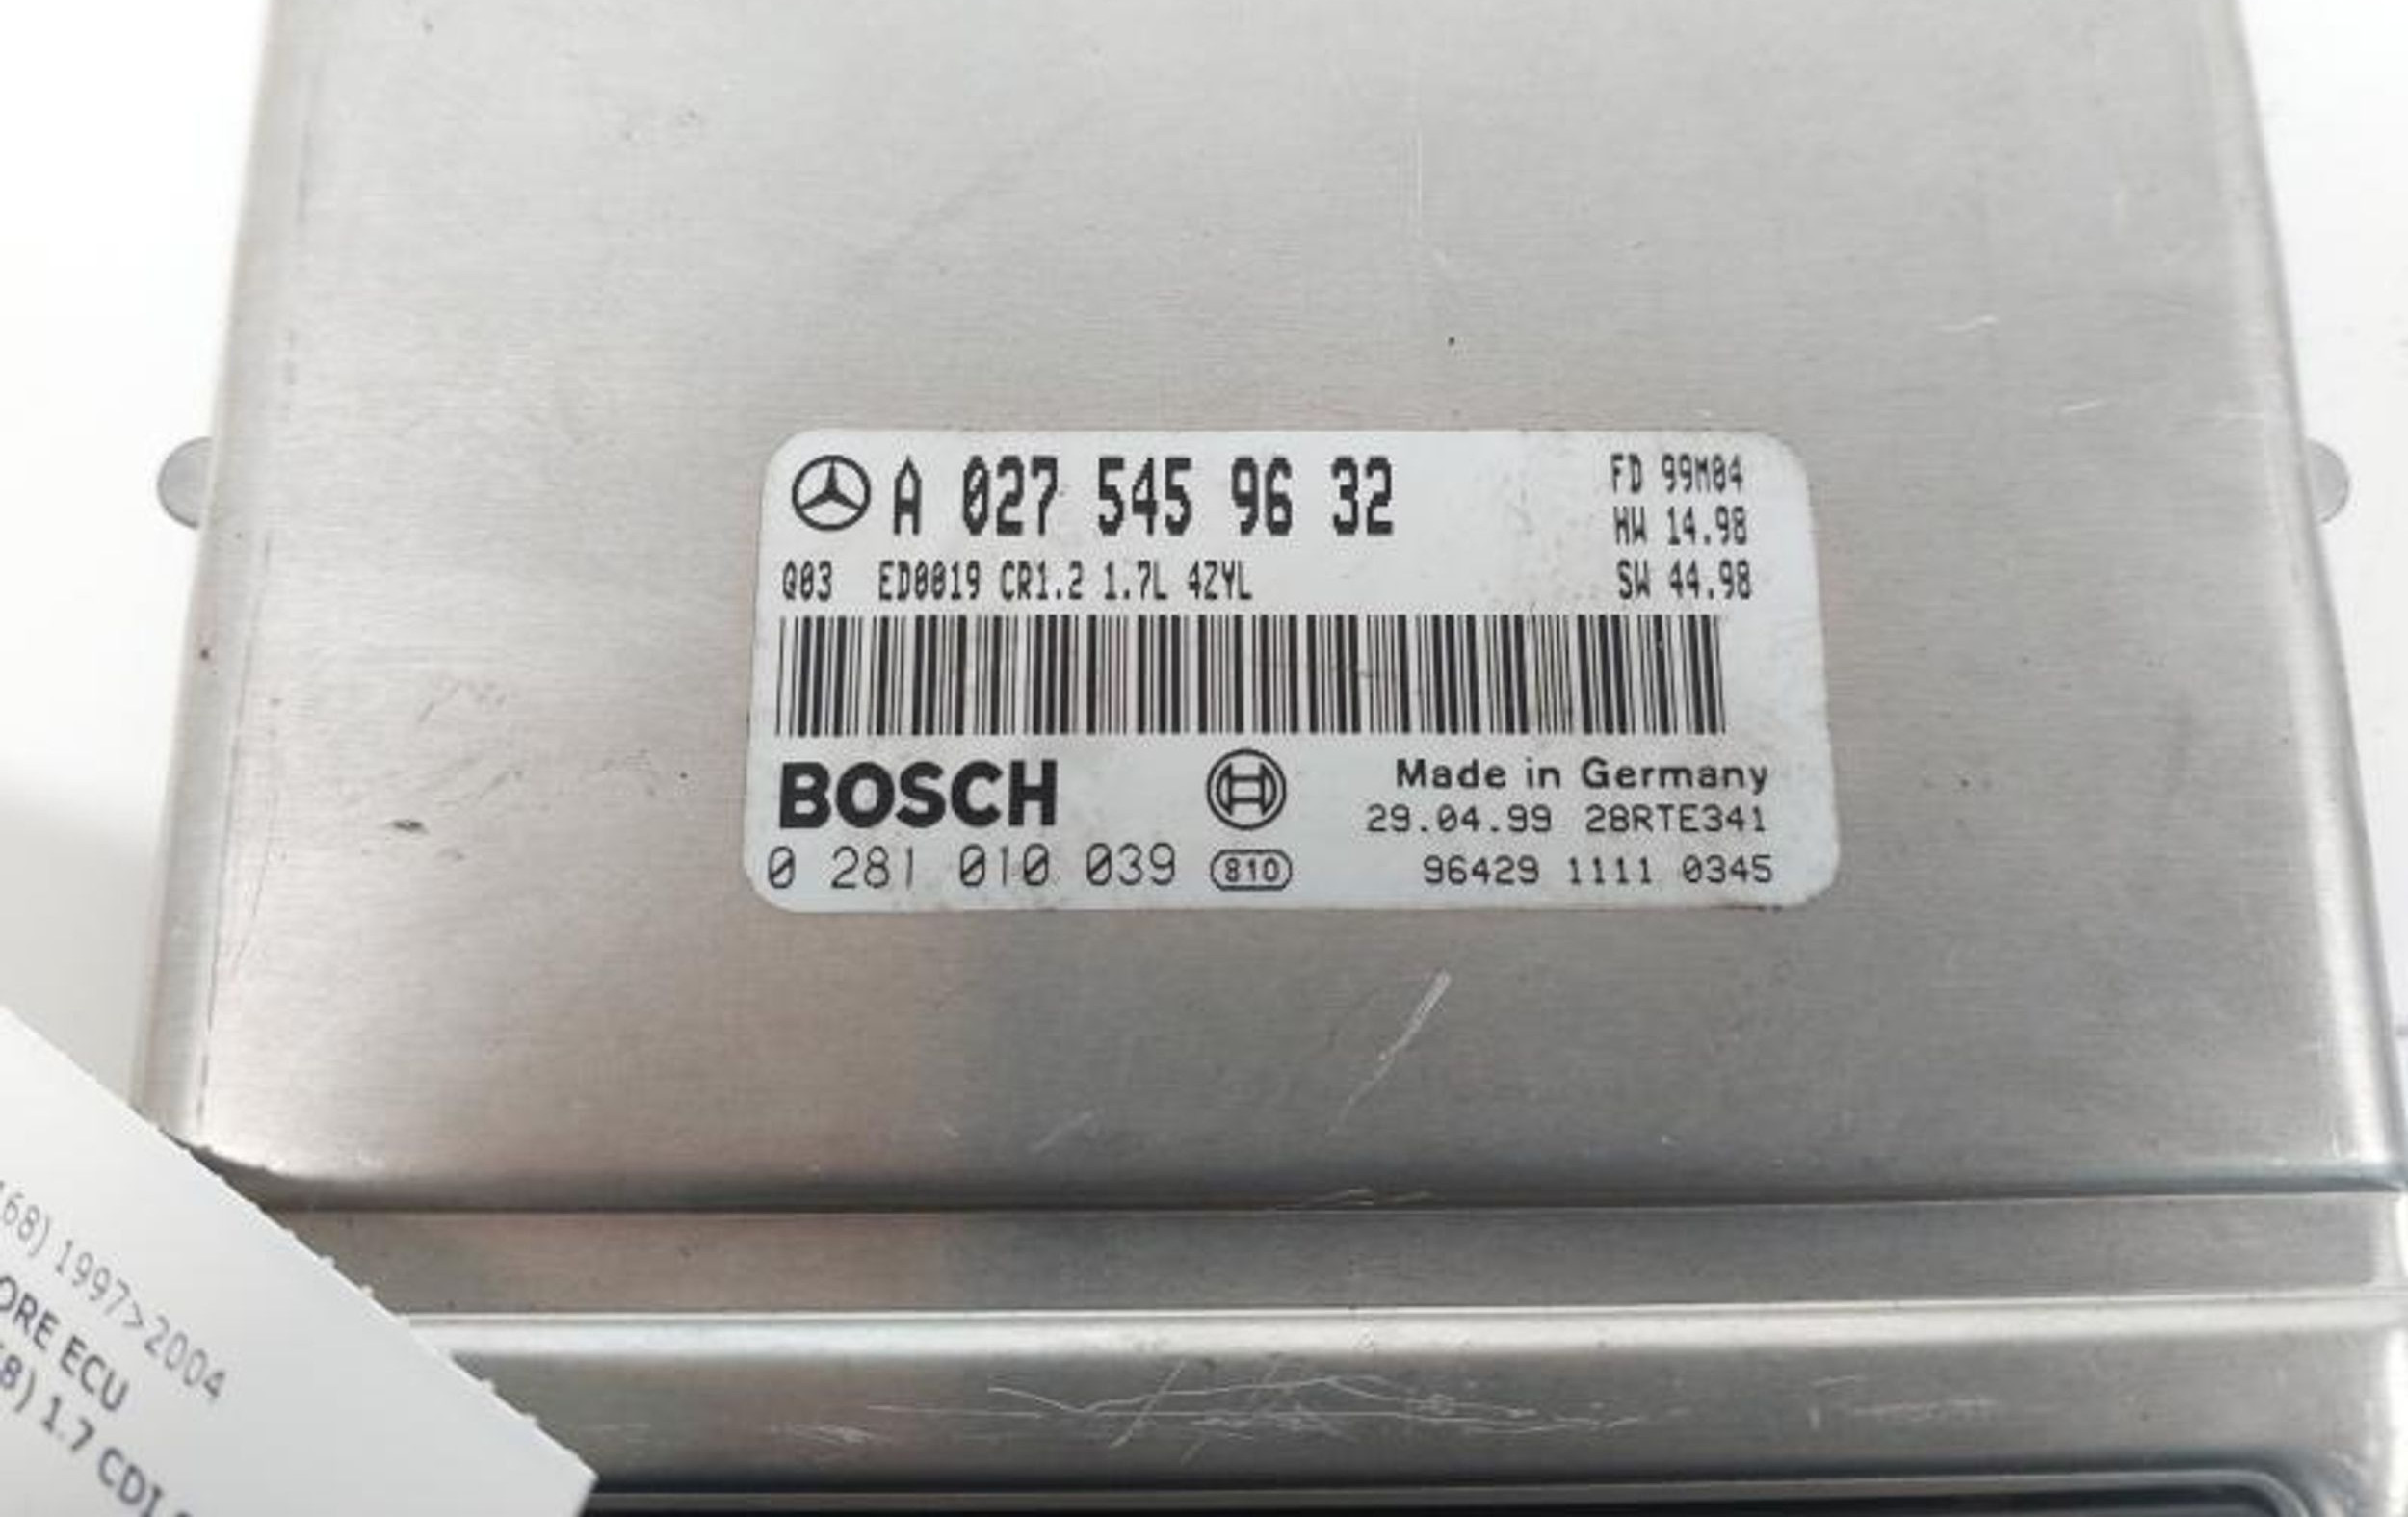 A 027 545 96 32
FD 99M04
HW 14.98
Q03 ED0019 CR1.2 1.7L 4ZYL
SW 44.98
BOSCH
Made in Germany
29.04.99 28RTE341
0 281 010 039 810
96429 1111 0345
68) 1997>2004
ORE ECU
8) 1.7 CDI